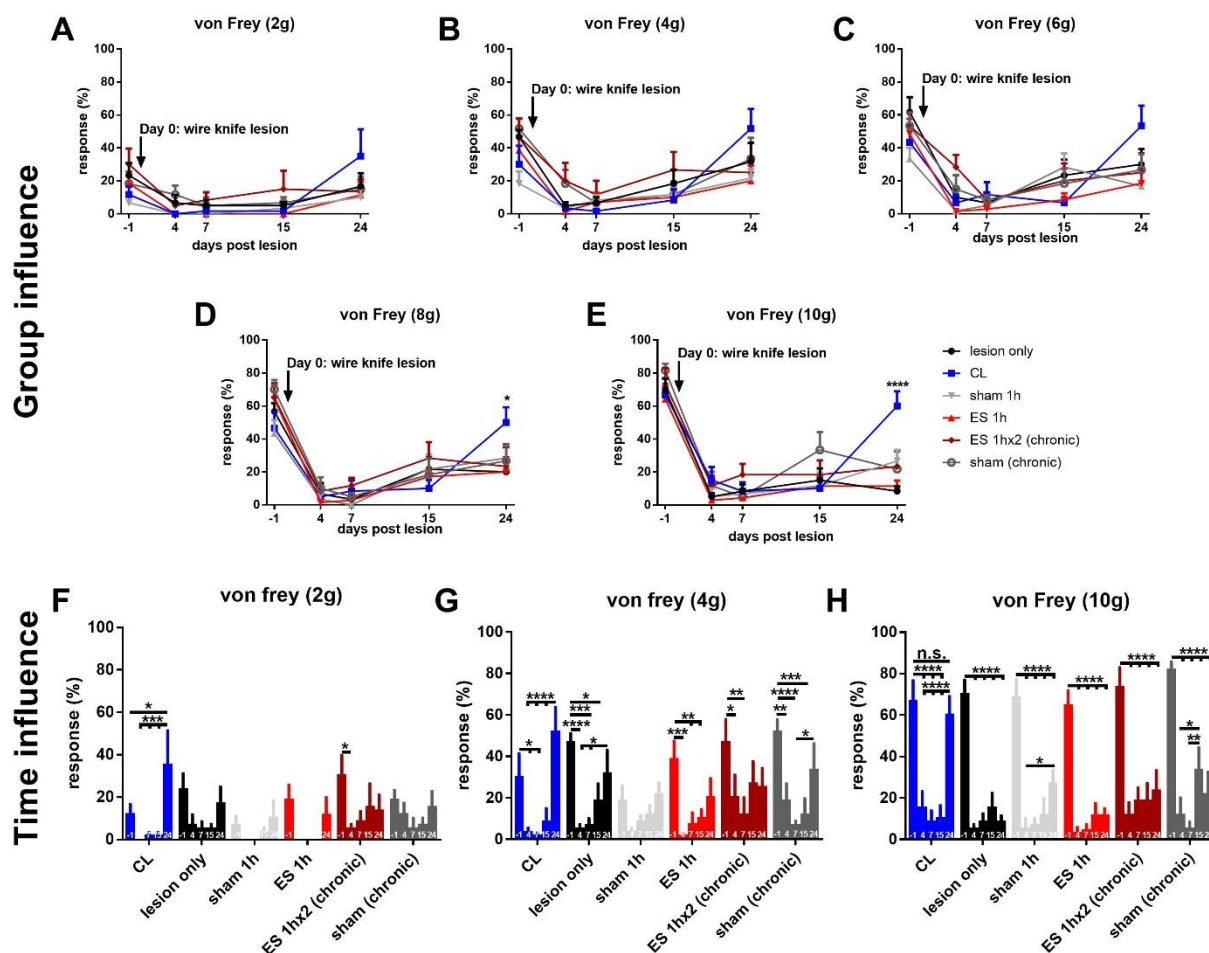 Group influence
A
von Frey (2g)
response (%)
100
80
60
40
20
0
Day 0: wire knife lesion
-1 4 7 15 24
days post lesion
B
von Frey (4g)
response (%)
100
80
60
40
20
0
Day 0: wire knife lesion
-1 4 7 15 24
days post lesion
C
von Frey (6g)
response (%)
100
80
60
40
20
0
Day 0: wire knife lesion
-1 4 7 15 24
days post lesion
D
von Frey (8g)
response (%)
100
80
60
40
20
0
Day 0: wire knife lesion
*
-1 4 7 15 24
days post lesion
E
von Frey (10g)
response (%)
100
80
60
40
20
0
Day 0: wire knife lesion
****
-1 4 7 15 24
days post lesion
lesion only
CL
sham 1h
ES 1h
ES 1hx2 (chronic)
sham (chronic)
Time influence
F
von frey (2g)
response (%)
100
80
60
40
20
0
*
***
*
CL
lesion only
sham 1h
ES 1h
ES 1hx2 (chronic)
sham (chronic)
G
von frey (4g)
response (%)
100
80
60
40
20
0
****
*
*
***
****
*
**
***
**
*
***
****
**
*
CL
lesion only
sham 1h
ES 1h
ES 1hx2 (chronic)
sham (chronic)
H
von Frey (10g)
response (%)
100
80
60
40
20
0
n.s.
****
****
****
****
*
****
****
****
*
**
CL
lesion only
sham 1h
ES 1h
ES 1hx2 (chronic)
sham (chronic)